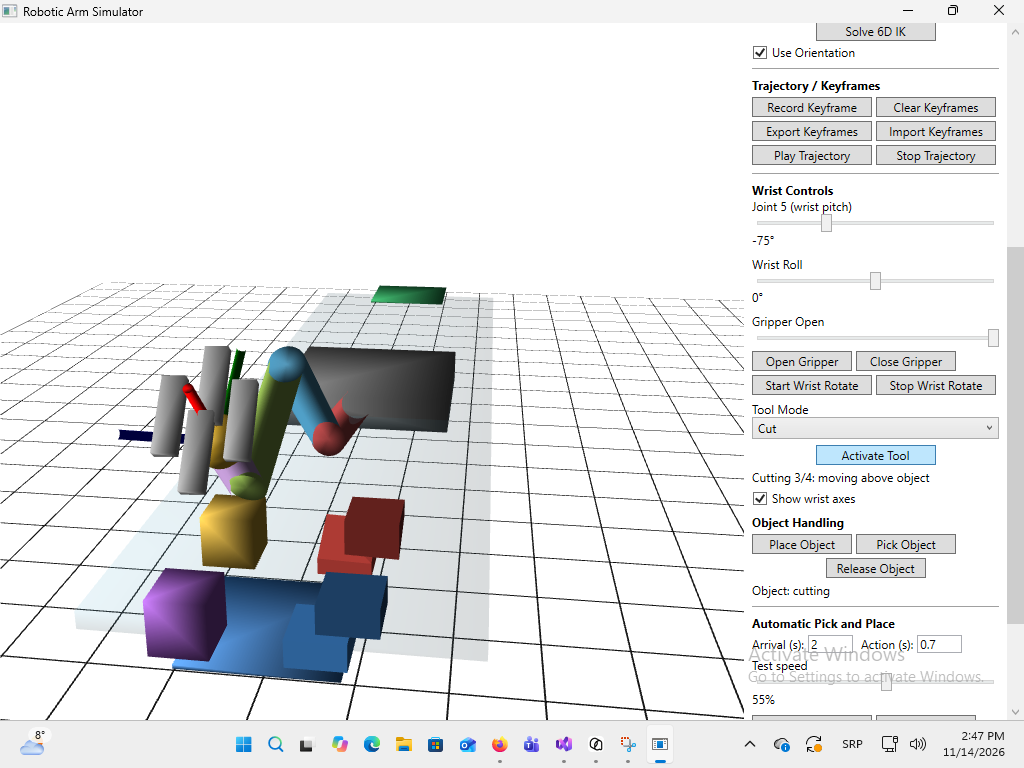 Robotic Arm Simulator
Solve 6D IK
Use Orientation
Trajectory / Keyframes
Record Keyframe Clear Keyframes
Export Keyframes Import Keyframes
Play Trajectory Stop Trajectory
Wrist Controls
Joint 5 (wrist pitch)
-75°
Wrist Roll
0°
Gripper Open
Open Gripper Close Gripper
Start Wrist Rotate Stop Wrist Rotate
Tool Mode
Cut
Activate Tool
Cutting 3/4: moving above object
Show wrist axes
Object Handling
Place Object Pick Object
Release Object
Object: cutting
Automatic Pick and Place
Arrival (s): 2 Action (s): 0.7
Activate Windows
Test speed
Go to Settings to activate Windows.
55%
8°
SRP
2:47 PM
11/14/2026